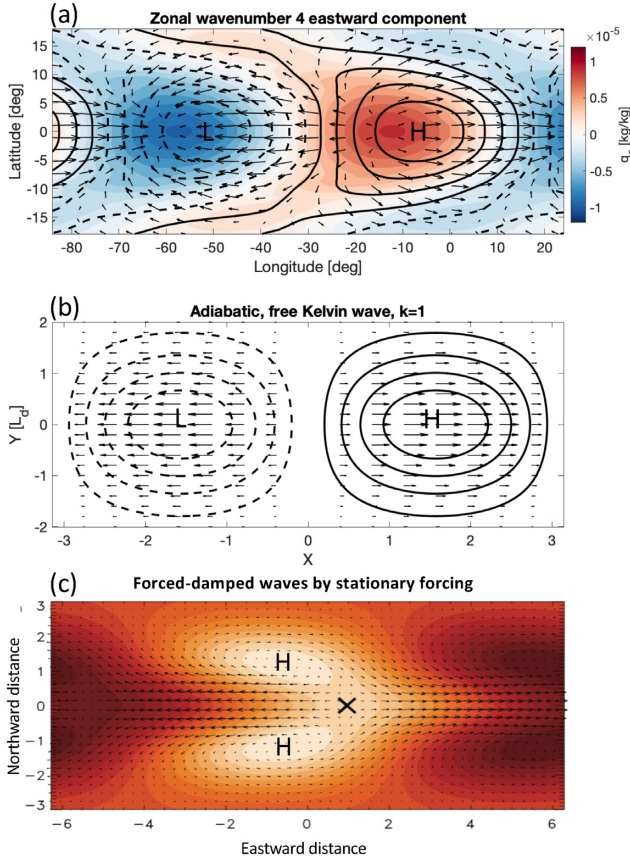 (a)
Zonal wavenumber 4 eastward component
×10⁻⁵
15
10
5
0
-5
-10
-15
Latitude [deg]
L
H
1
0.5
0
-0.5
-1
[kg/kg]
-80 -70 -60 -50 -40 -30 -20 -10 0 10 20
Longitude [deg]
(b)
Adiabatic, free Kelvin wave, k=1
2
1
0
-1
-2
Y [L_d]
L
H
-3 -2 -1 0 1 2 3
X
(c)
Forced-damped waves by stationary forcing
3
2
1
0
-1
-2
-3
Northward distance
H
X
H
-6 -4 -2 0 2 4 6
Eastward distance